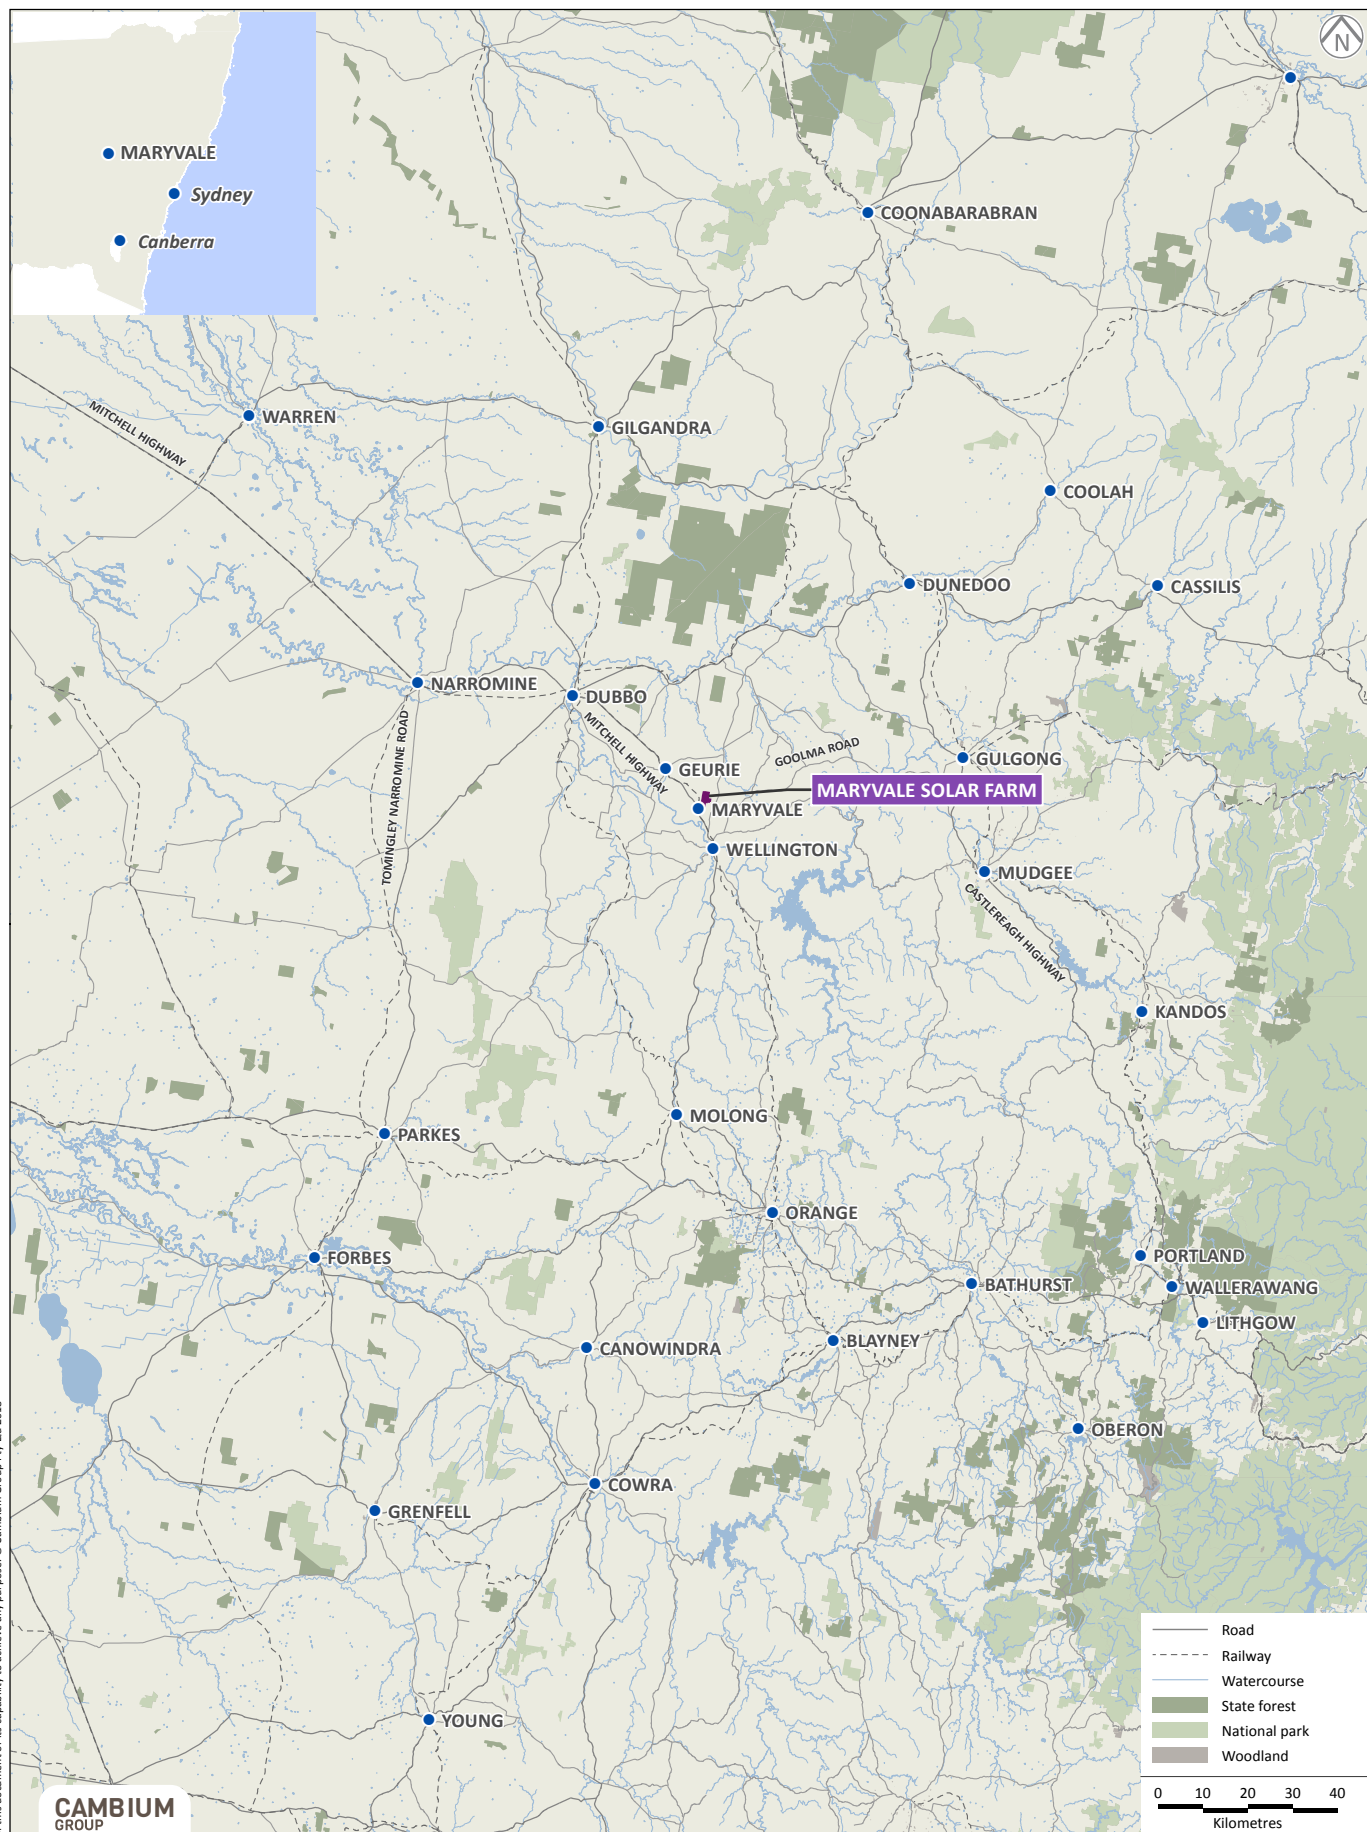 N
MARYVALE
Sydney
Canberra
COONABARABRAN
MITCHELL HIGHWAY
WARREN
GILGANDRA
COOLAH
DUNEDOO
CASSILIS
NARROMINE
DUBBO
TOMINGLEY NARROMINE ROAD
MITCHELL HIGHWAY
GOOLMA ROAD
GEURIE
GULGONG
MARYVALE SOLAR FARM
MARYVALE
WELLINGTON
MUDGEE
CASTLEREAGH HIGHWAY
KANDOS
MOLONG
PARKES
ORANGE
FORBES
PORTLAND
BATHURST
WALLERAWANG
LITHGOW
CANOWINDRA
BLAYNEY
OBERON
COWRA
GRENFELL
YOUNG
Road
Railway
Watercourse
State forest
National park
Woodland
0 10 20 30 40
Kilometres
CAMBIUM
GROUP